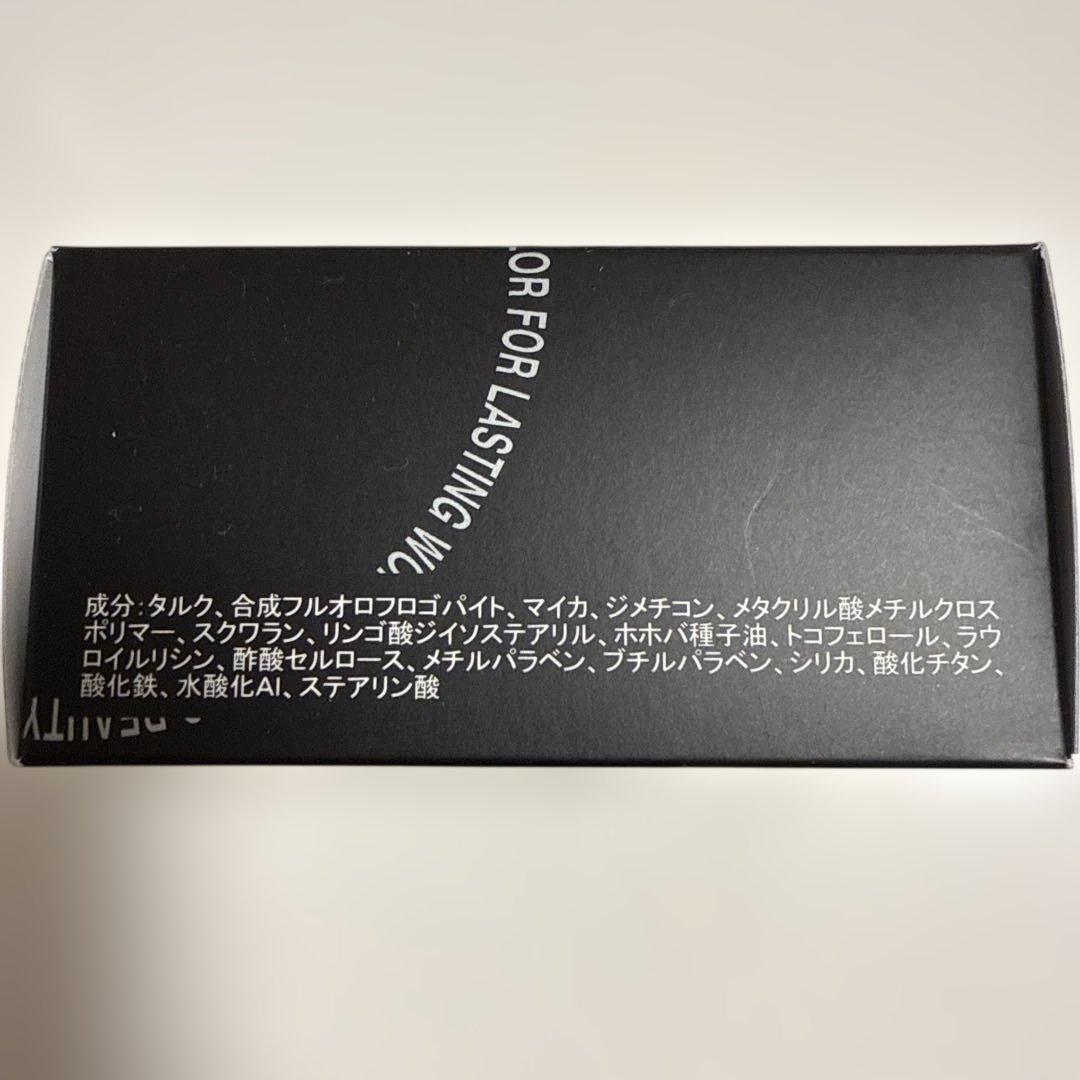 OR FOR LASTING WO
成分:タルク、合成フルオロフロゴパイト、マイカ、ジメチコン、メタクリル酸メチルクロス
ポリマー、スクワラン、リンゴ酸ジイソステアリル、ホホバ種子油、トコフェロール、ラウ
ロイルリシン、酢酸セルロース、メチルパラベン、ブチルパラベン、シリカ、酸化チタン、
酸化鉄、水酸化Al、ステアリン酸
BEAUTY